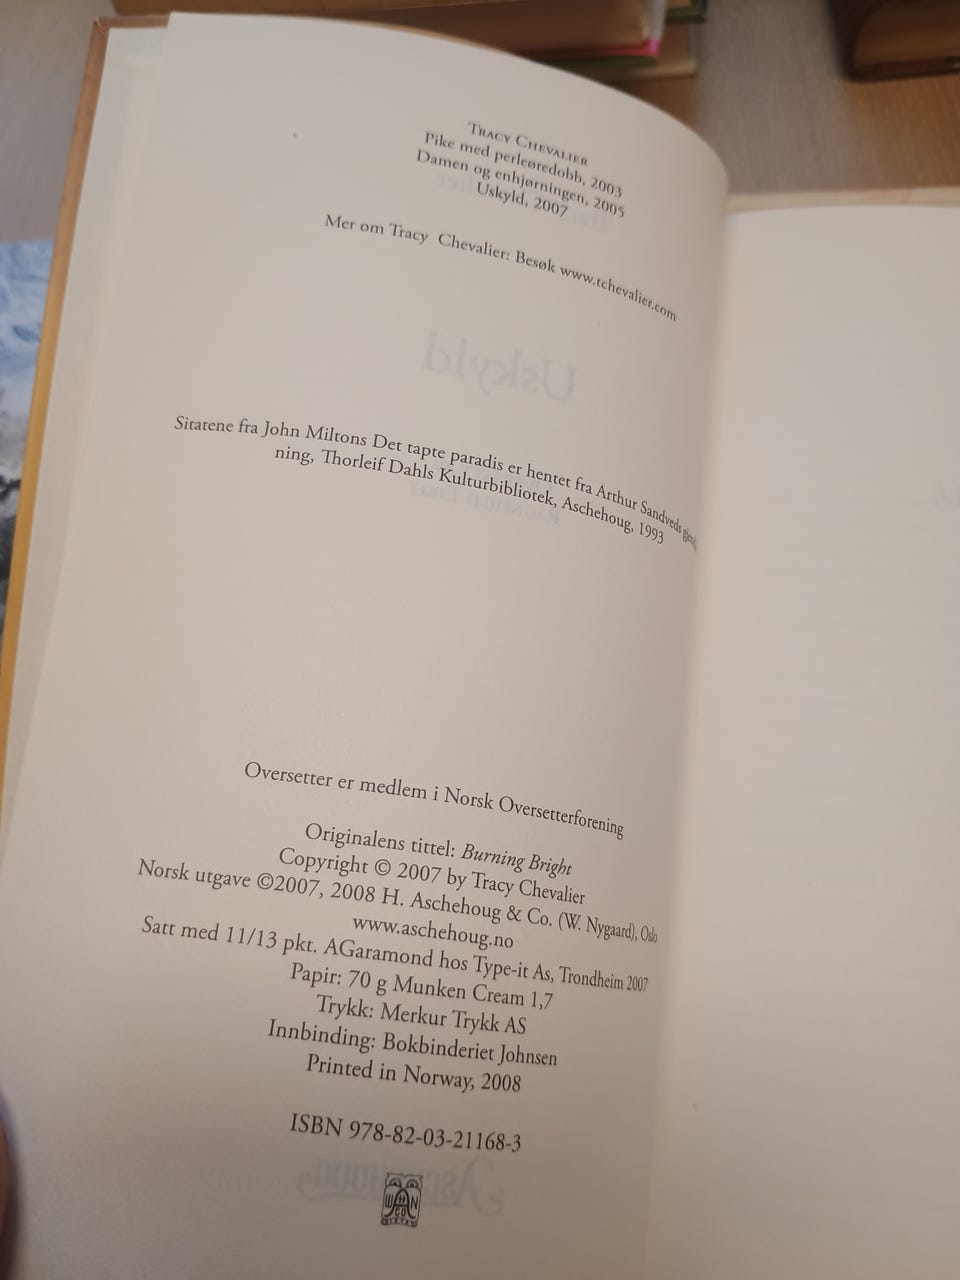 Tracy Chevalier
Pike med perleøredobb, 2003
Damen og enhjørningen, 2005
Uskyld, 2007
Mer om Tracy Chevalier: Besøk www.tchevalier.com
Uskyld
Sitatene fra John Miltons Det tapte paradis er hentet fra Arthur Sandveds
ning, Thorleif Dahls Kulturbibliotek, Aschehoug, 1993
Oversetter er medlem i Norsk Oversetterforening
Originalens tittel: Burning Bright
Copyright © 2007 by Tracy Chevalier
Norsk utgave ©2007, 2008 H. Aschehoug & Co. (W. Nygaard), Oslo
www.aschehoug.no
Satt med 11/13 pkt. AGaramond hos Type-it As, Trondheim 2007
Papir: 70 g Munken Cream 1,7
Trykk: Merkur Trykk AS
Innbinding: Bokbinderiet Johnsen
Printed in Norway, 2008
ISBN 978-82-03-21168-3